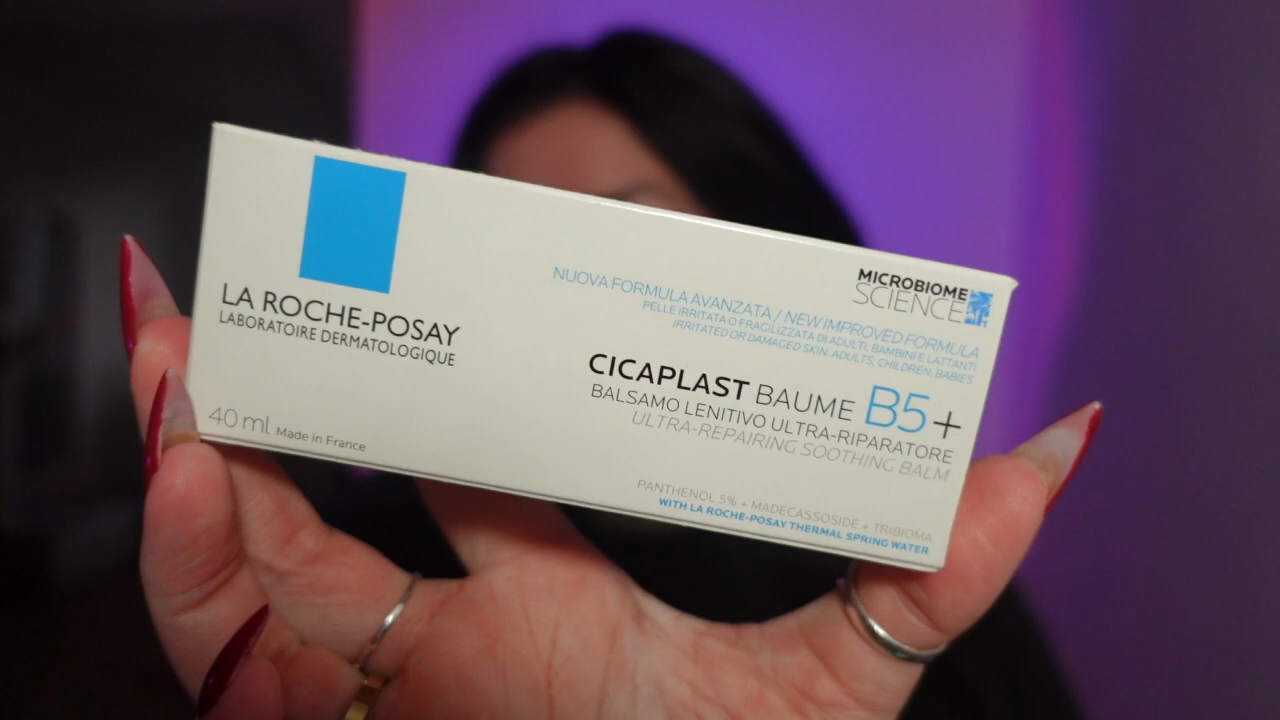 LA ROCHE-POSAY
LABORATOIRE DERMATOLOGIQUE
40 ml Made in France
MICROBIOME
SCIENCE
NUOVA FORMULA AVANZATA / NEW IMPROVED FORMULA
PELLE IRRITATA O FRAGILIZZATA DI ADULTI, BAMBINI E LATTANTI
IRRITATED OR DAMAGED SKIN: ADULTS, CHILDREN, BABIES
CICAPLAST BAUME B5+
BALSAMO LENITIVO ULTRA-RIPARATORE
ULTRA-REPAIRING SOOTHING BALM
PANTHENOL 5% + MADECASSOSIDE + TRIBIOMA
WITH LA ROCHE-POSAY THERMAL SPRING WATER